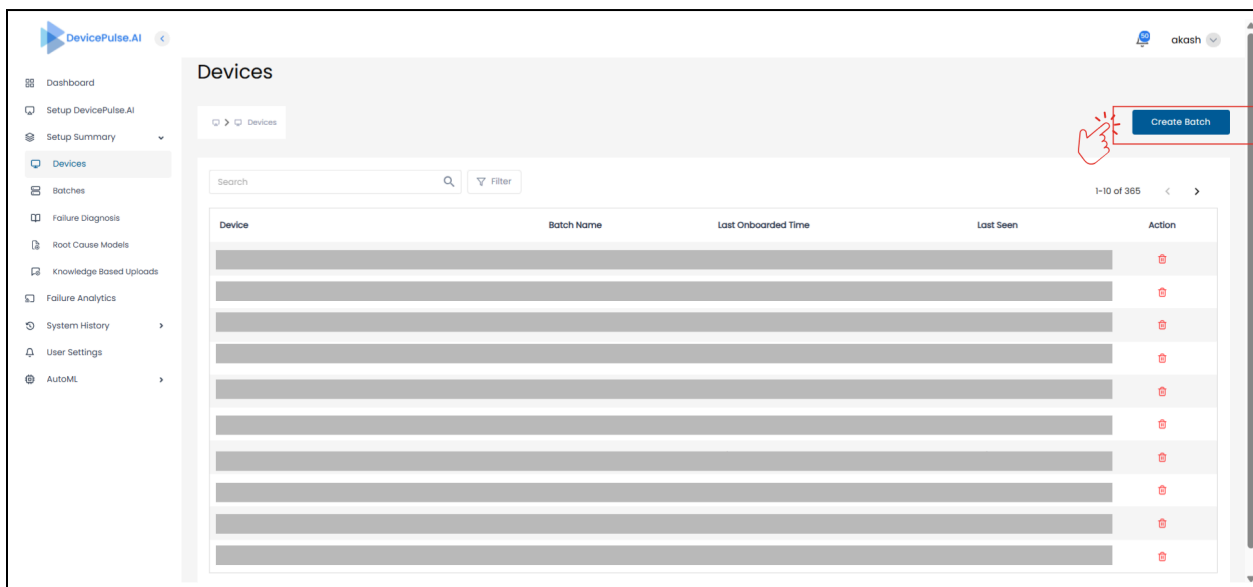 DevicePulse.AI
50
akash
Dashboard
Setup DevicePulse.AI
Setup Summary
Devices
Batches
Failure Diagnosis
Root Cause Models
Knowledge Based Uploads
Failure Analytics
System History
User Settings
AutoML
Devices
Devices
Create Batch
Search
Filter
1-10 of 365
Device Batch Name Last Onboarded Time Last Seen Action